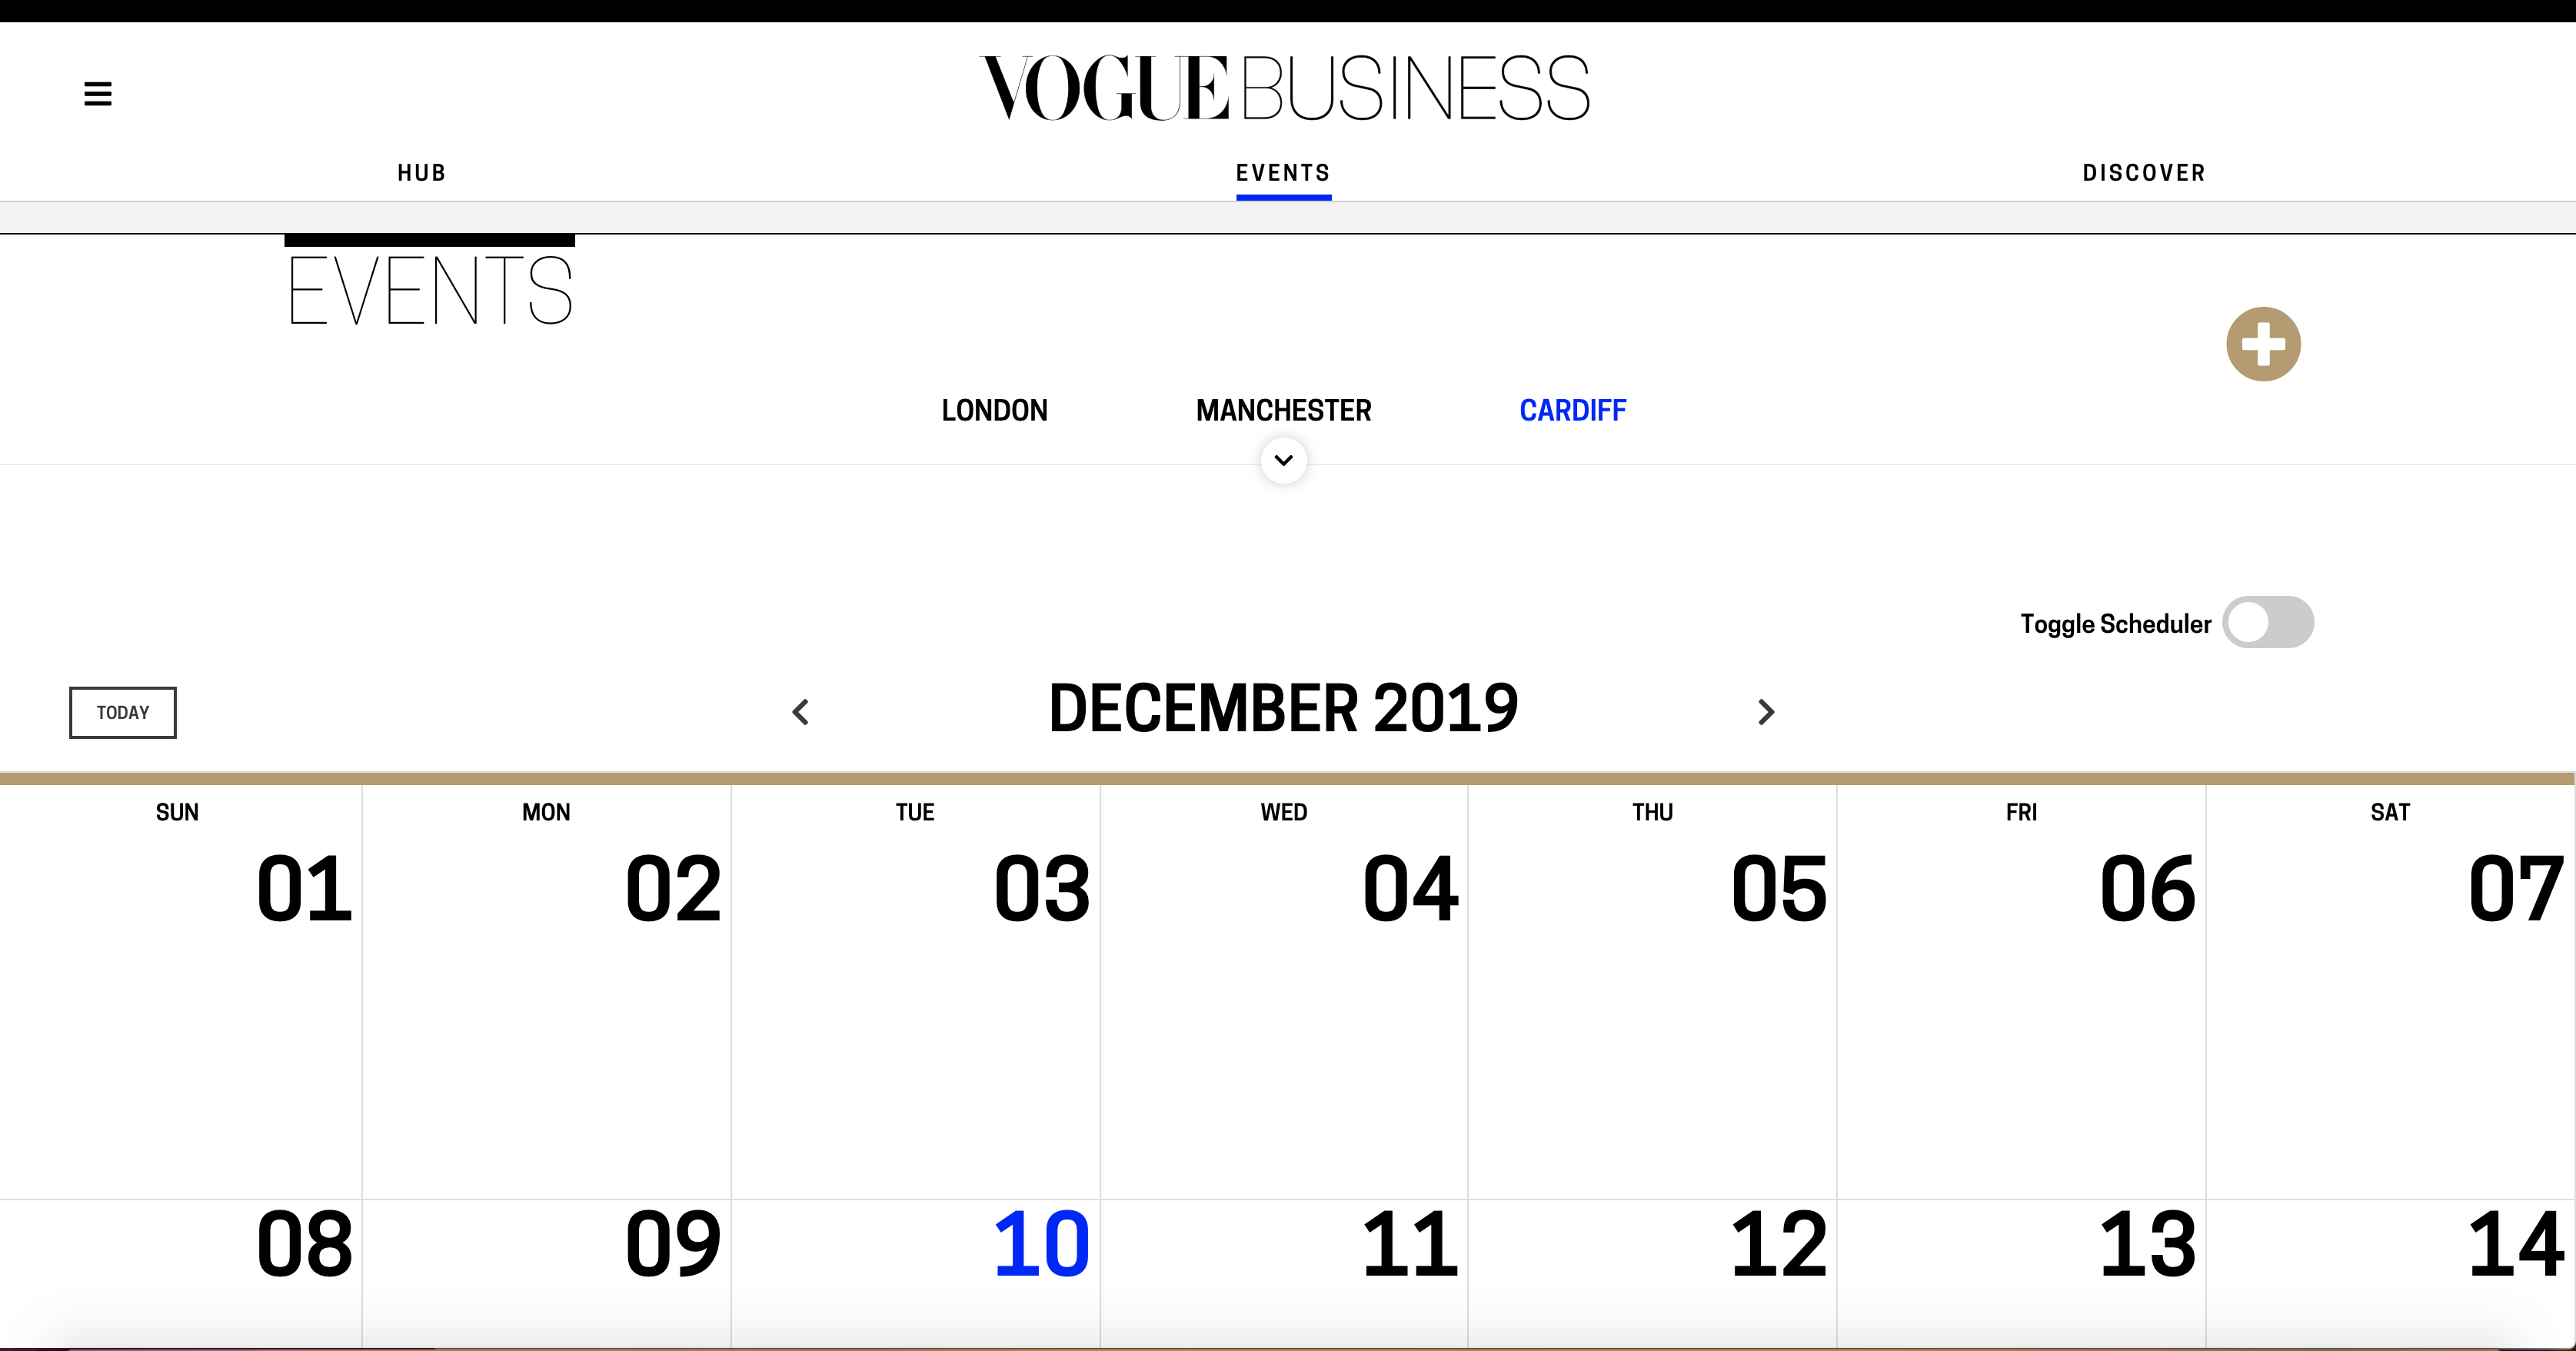 VOGUE BUSINESS
HUB EVENTS DISCOVER
EVENTS
LONDON MANCHESTER CARDIFF
Toggle Scheduler
TODAY DECEMBER 2019
SUN MON TUE WED THU FRI SAT
01 02 03 04 05 06 07
08 09 10 11 12 13 14